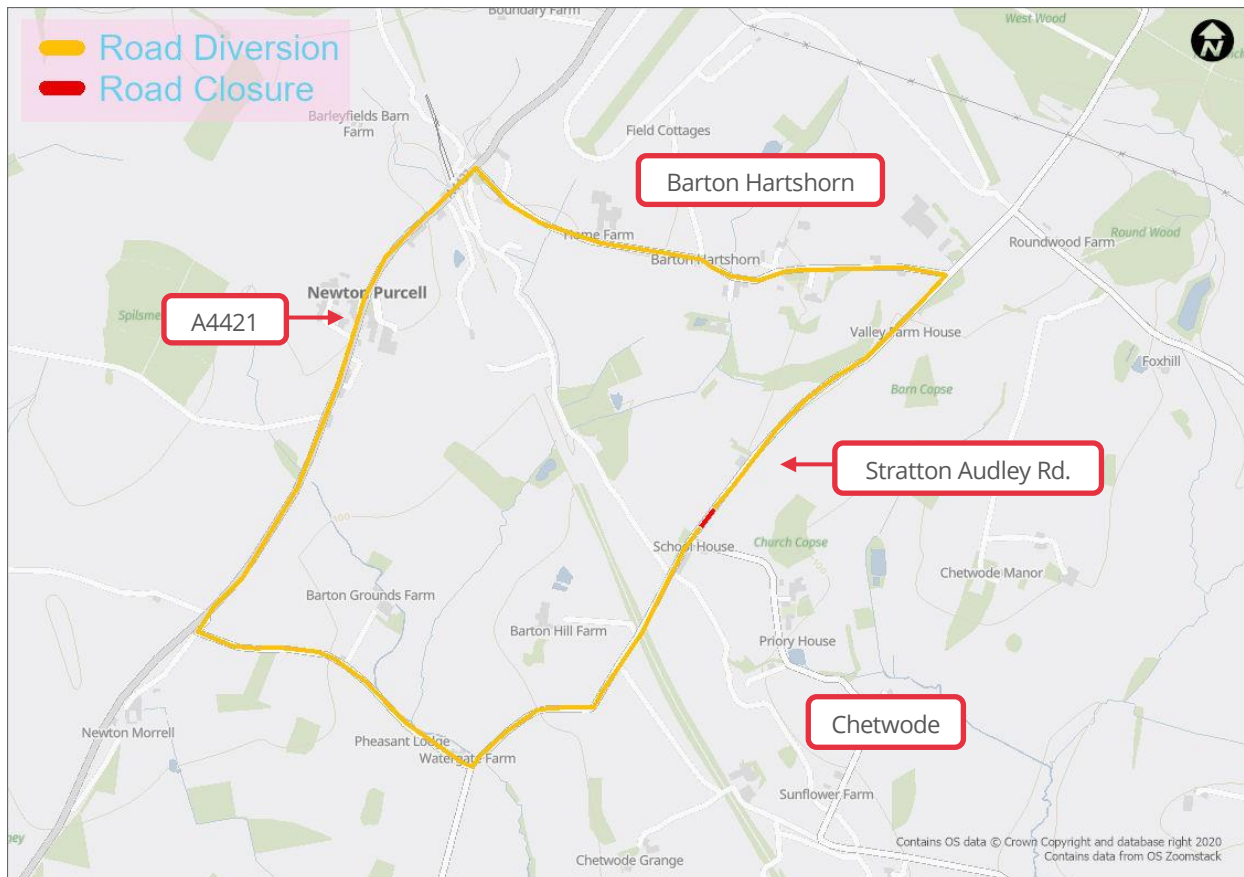 Boundary Farm
West Wood
N
Road Diversion
Road Closure
Barleyfields Barn
Farm
Field Cottages
Barton Hartshorn
Round Wood
Home Farm
Roundwood Farm
Barton Hartshorn
Newton Purcell
A4421
Valley Farm House
Foxhill
Barn Copse
Stratton Audley Rd.
100
School House
Church Copse
100
Chetwode Manor
Barton Grounds Farm
Barton Hill Farm
Priory House
Chetwode
Newton Morrell
Pheasant Lodge
Watergate Farm
Sunflower Farm
Chetwode Grange
Contains OS data © Crown Copyright and database right 2020
Contains data from OS Zoomstack